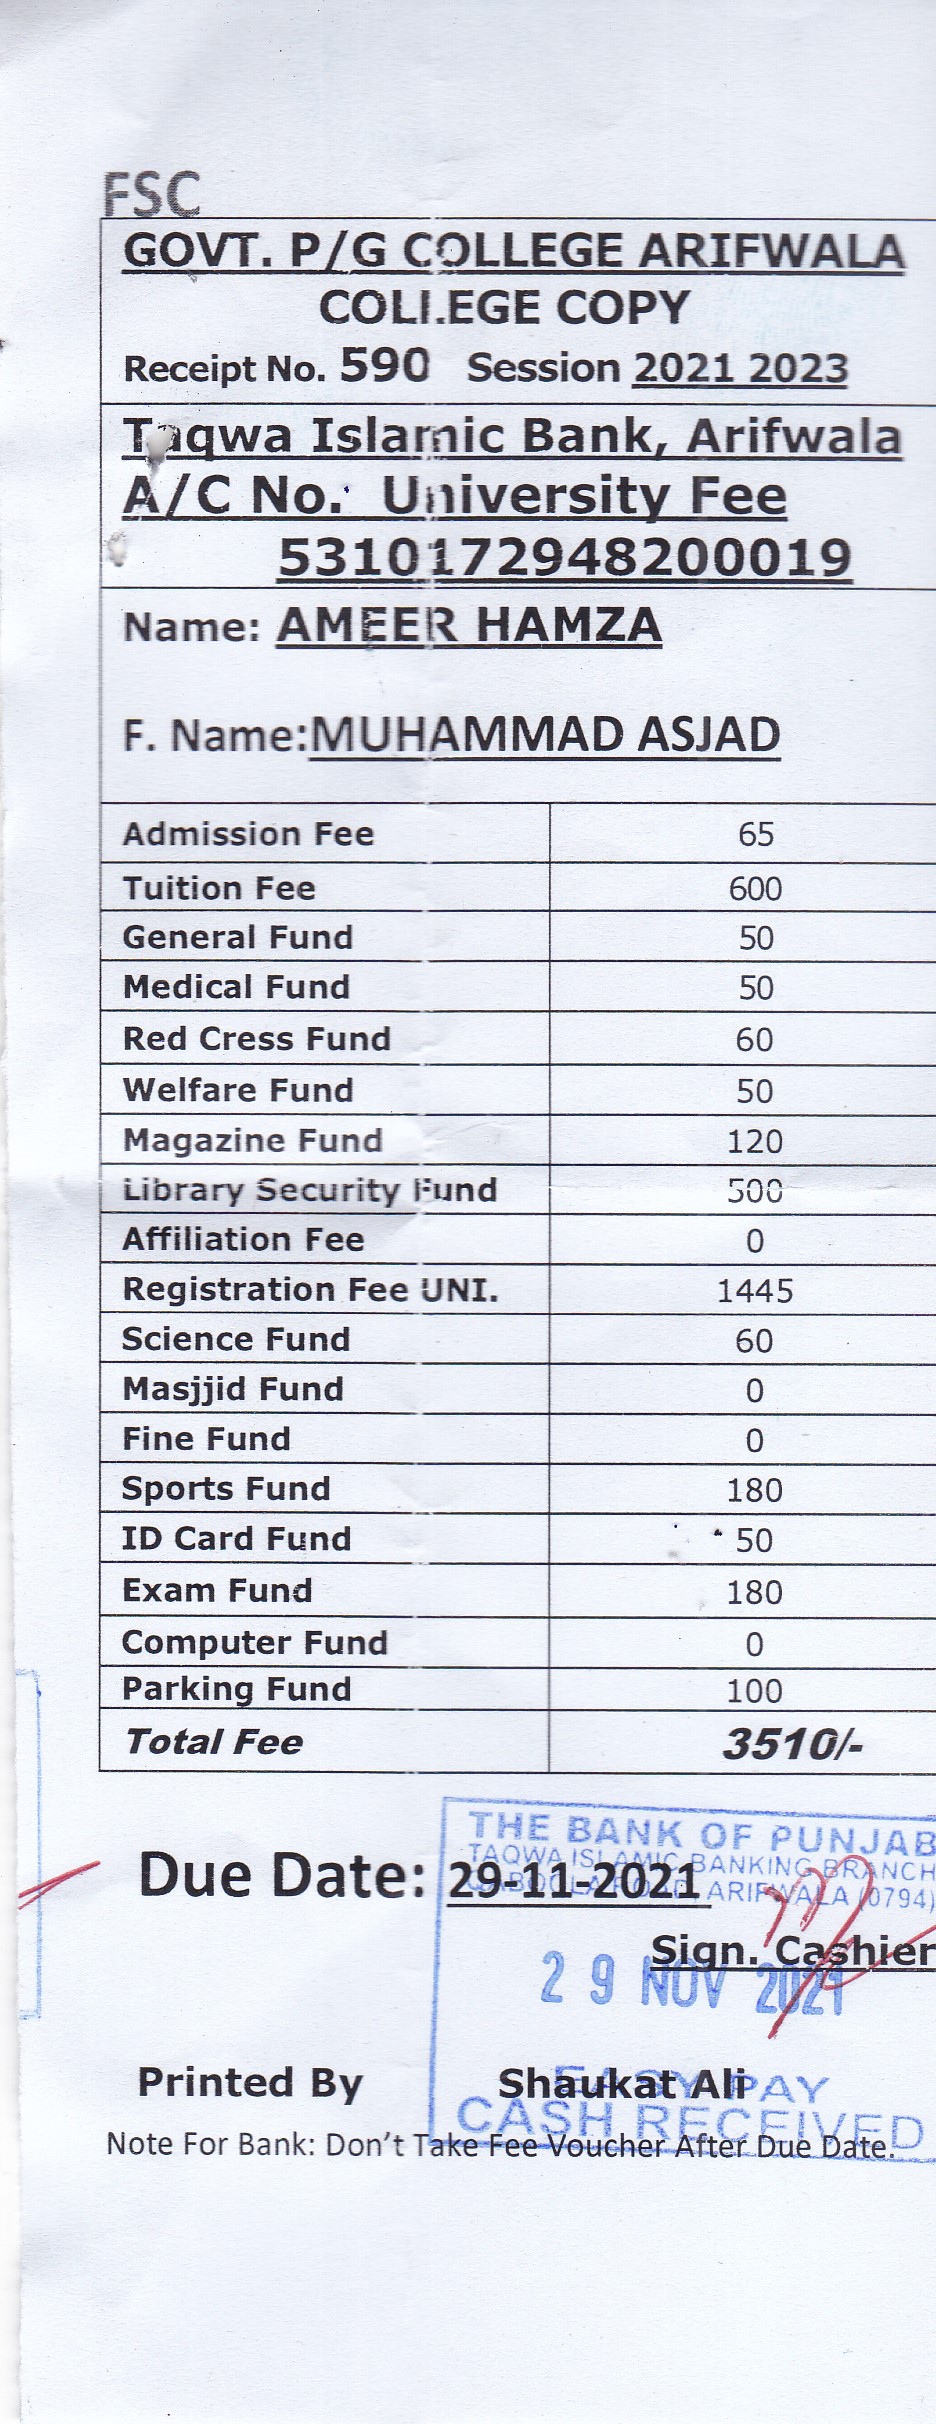 FSC
GOVT. P/G COLLEGE ARIFWALA
COLLEGE COPY
Receipt No. 590 Session 2021 2023
Taqwa Islamic Bank, Arifwala
A/C No. University Fee
5310172948200019
Name: AMEER HAMZA
F. Name:MUHAMMAD ASJAD
Admission Fee 65
Tuition Fee 600
General Fund 50
Medical Fund 50
Red Cress Fund 60
Welfare Fund 50
Magazine Fund 120
Library Security Fund 500
Affiliation Fee 0
Registration Fee UNI. 1445
Science Fund 60
Masjjid Fund 0
Fine Fund 0
Sports Fund 180
ID Card Fund 50
Exam Fund 180
Computer Fund 0
Parking Fund 100
Total Fee 3510/-
THE BANK OF PUNJAB
TAQWA ISLAMIC BANKING BRANCH
ROAD, ARIFWALA (0794)
Due Date: 29-11-2021
Sign. Cashier
29 NOV 2021
Printed By Shaukat Ali
EASY PAY
CASH RECEIVED
Note For Bank: Don't Take Fee Voucher After Due Date.